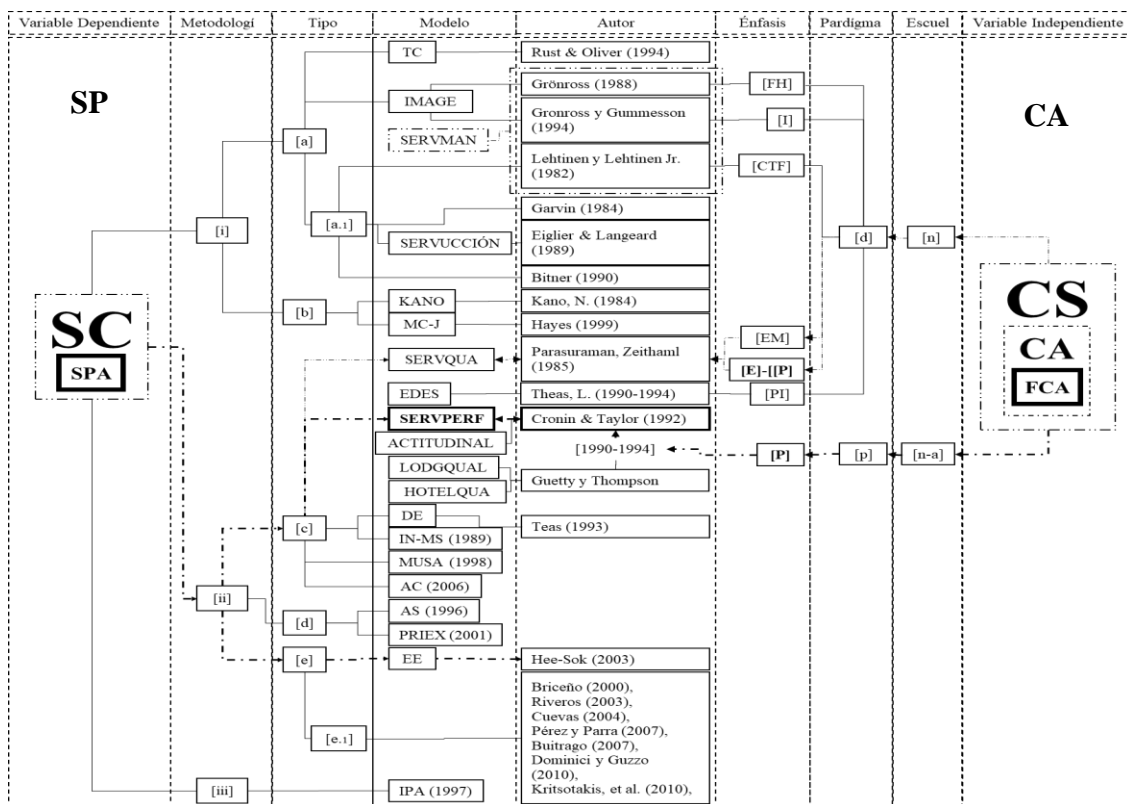 Variable Dependiente
Metodologí
Tipo
Modelo
Autor
Énfasis
Pardígma
Escuel
Variable Independiente
SP
CA
TC
Rust & Oliver (1994)
Grönross (1988)
[FH]
IMAGE
Gronross y Gummesson
(1994)
[I]
[a]
SERVMAN
Lehtinen y Lehtinen Jr.
(1982)
[CTF]
Garvin (1984)
[a.1]
[i]
SERVUCCIÓN
Eiglier & Langeard
(1989)
[d]
[n]
Bitner (1990)
KANO
Kano, N. (1984)
[b]
MC-J
Hayes (1999)
SC
SPA
CS
CA
FCA
[EM]
SERVQUA
Parasuraman, Zeithaml
(1985)
[E]-[[P]
EDES
Theas, L. (1990-1994)
[PI]
SERVPERF
Cronin & Taylor (1992)
ACTITUDINAL
[1990-1994]
[P]
[p]
[n-a]
LODGQUAL
HOTELQUA
Guetty y Thompson
DE
[c]
Teas (1993)
IN-MS (1989)
MUSA (1998)
AC (2006)
[ii]
AS (1996)
[d]
PRIEX (2001)
[e]
EE
Hee-Sok (2003)
Briceño (2000),
Riveros (2003),
Cuevas (2004),
Pérez y Parra (2007),
Buitrago (2007),
Dominici y Guzzo
(2010),
Kritsotakis, et al. (2010),
[e.1]
[iii]
IPA (1997)